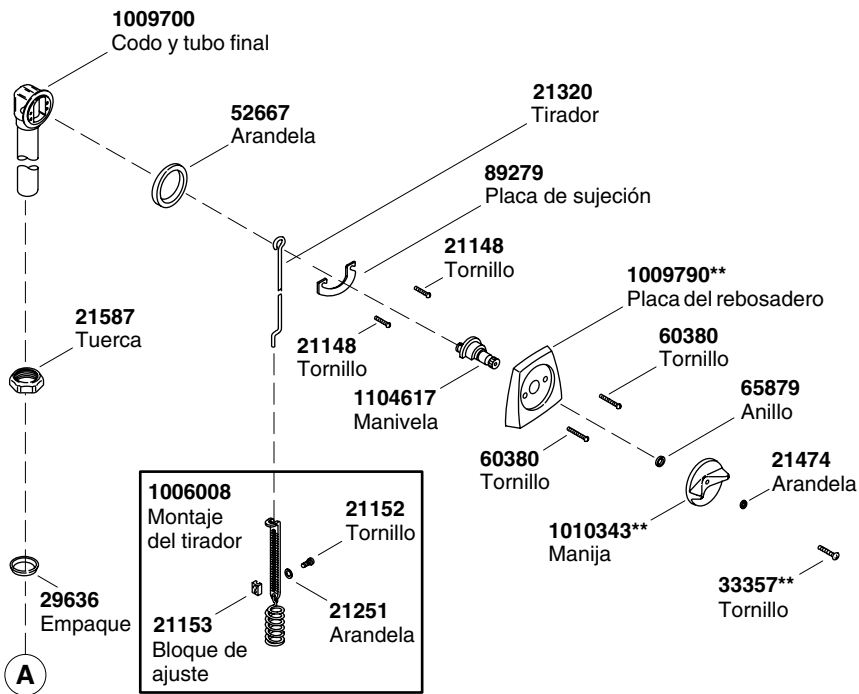 1009700
Codo y tubo final
52667
Arandela
21320
Tirador
89279
Placa de sujeción
21148
Tornillo
1009790**
Placa del rebosadero
21587
Tuerca
21148
Tornillo
60380
Tornillo
1104617
Manivela
65879
Anillo
60380
Tornillo
21474
Arandela
1006008
Montaje
del tirador
21152
Tornillo
1010343**
Manija
29636
Empaque
21153
Bloque de
ajuste
21251
Arandela
33357**
Tornillo
A